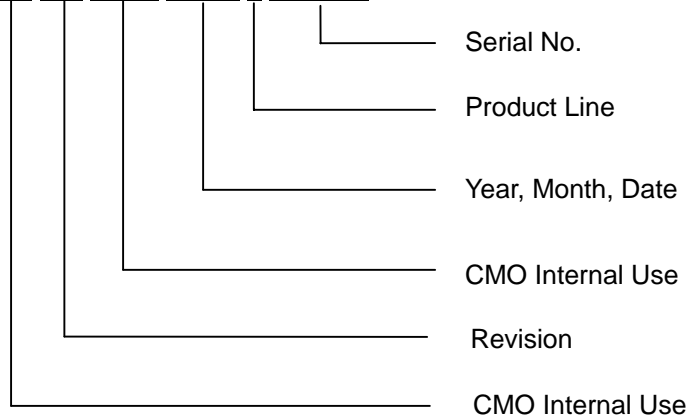 Serial No.
Product Line
Year, Month, Date
CMO Internal Use
Revision
CMO Internal Use